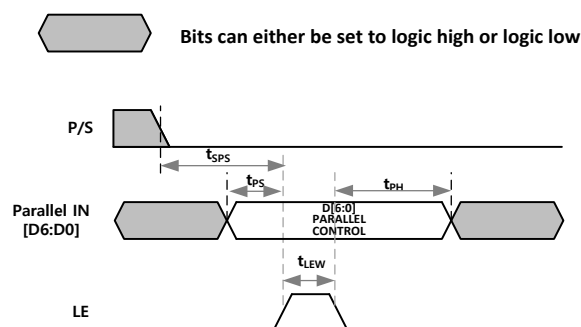 Bits can either be set to logic high or logic low
P/S
tSPS
tPS
tPH
Parallel IN
[D6:D0]
D[6:0]
PARALLEL
CONTROL
tLEW
LE